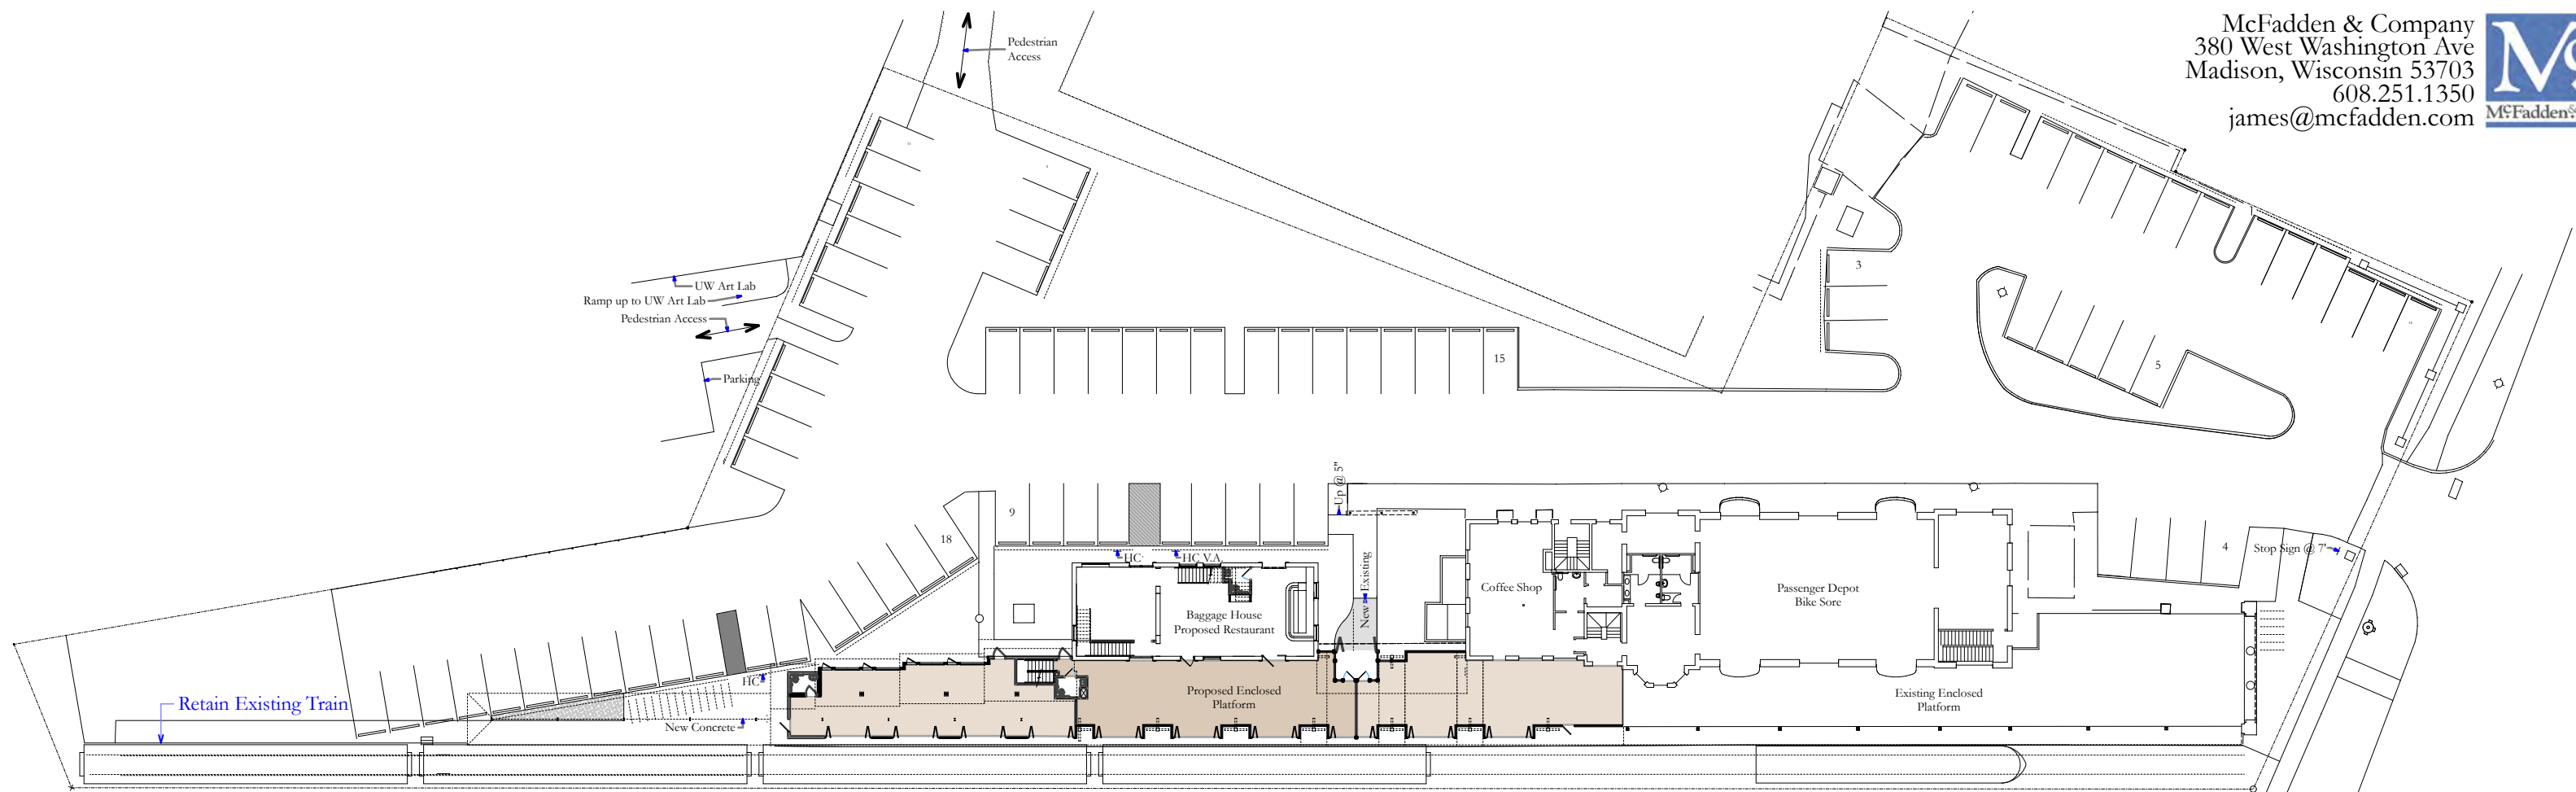 McFadden & Company
380 West Washington Ave
Madison, Wisconsin 53703
608.251.1350
james@mcfadden.com
McFadden
Pedestrian
Access
UW Art Lab
Ramp up to UW Art Lab
Pedestrian Access
Parking
3
15
5
9
18
4
Up @ 5"
HC
HC V.A.
New
Existing
Stop Sign @ 7'
Coffee Shop
Passenger Depot
Bike Sore
Baggage House
Proposed Restaurant
HC
Retain Existing Train
New Concrete
Proposed Enclosed
Platform
Existing Enclosed
Platform